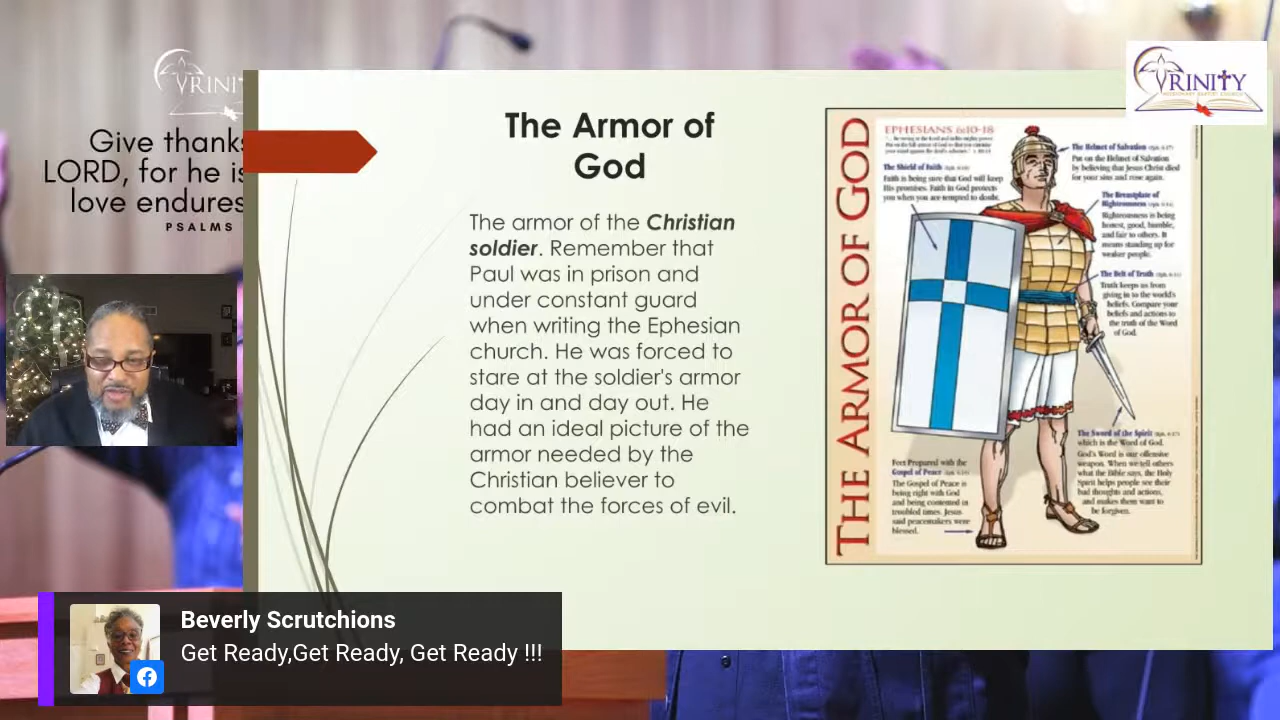 TRINITY
Give thanks
LORD, for he is
love endures
PSALMS
The Armor of
God
The armor of the Christian
soldier. Remember that
Paul was in prison and
under constant guard
when writing the Ephesian
church. He was forced to
stare at the soldier's armor
day in and day out. He
had an ideal picture of the
armor needed by the
Christian believer to
combat the forces of evil.
THE ARMOR OF GOD
EPHESIANS 6:10-18
The Shield of Faith
Faith is being sure that God will keep
His promises. Faith in God protects
you when you are tempted to doubt.
The Helmet of Salvation
Put on the Helmet of Salvation
by believing that Jesus Christ died
for your sins and rose again.
The Breastplate of
Righteousness
Righteousness is being
honest, good, humble,
and fair to others. It
means standing up for
weaker people.
The Belt of Truth
Truth keeps us from
giving in to the world's
beliefs. Compare your
beliefs and actions to
the truth of the Word
of God.
The Sword of the Spirit
which is the Word of God.
God's Word is our offensive
weapon. When we tell others
what the Bible says, the Holy
Spirit helps people see their
bad thoughts and actions,
and makes them want to
be forgiven.
Feet Prepared with the
Gospel of Peace
The Gospel of Peace is
being right with God
and being contented in
troubled times. Jesus
said peacemakers were
blessed.
TRINITY
MISSIONARY BAPTIST CHURCH
Beverly Scrutchions
Get Ready,Get Ready, Get Ready !!!